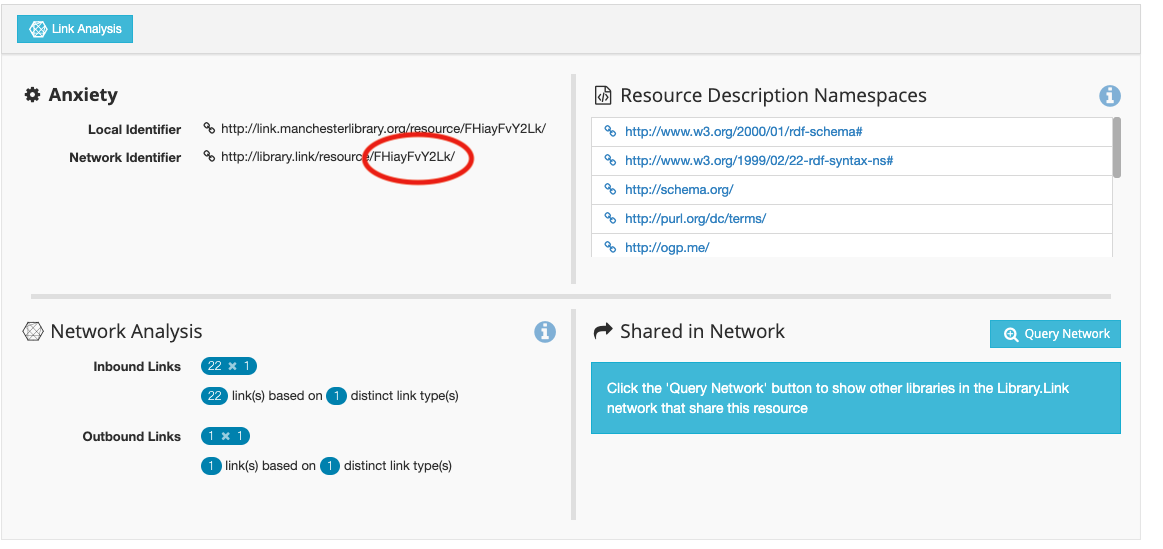 Link Analysis
Anxiety
Local Identifier http://link.manchesterlibrary.org/resource/FHiayFvY2Lk/
Network Identifier http://library.link/resource/FHiayFvY2Lk/
Resource Description Namespaces
http://www.w3.org/2000/01/rdf-schema#
http://www.w3.org/1999/02/22-rdf-syntax-ns#
http://schema.org/
http://purl.org/dc/terms/
http://ogp.me/
Network Analysis
Inbound Links 22 × 1
22 link(s) based on 1 distinct link type(s)
Outbound Links 1 × 1
1 link(s) based on 1 distinct link type(s)
Shared in Network
Query Network
Click the 'Query Network' button to show other libraries in the Library.Link
network that share this resource